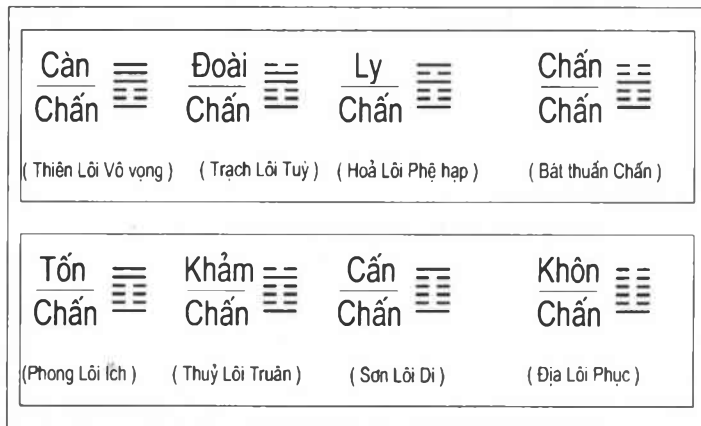 Càn Đoài Ly Chấn
Chấn Chấn Chấn Chấn
( Thiên Lôi Vô vọng ) ( Trạch Lôi Tuỳ ) ( Hoả Lôi Phệ hạp ) ( Bát thuấn Chấn )
Tốn Khảm Cấn Khôn
Chấn Chấn Chấn Chấn
(Phong Lôi Ích ) ( Thuỷ Lôi Truân ) ( Sơn Lôi Di ) ( Địa Lôi Phục )